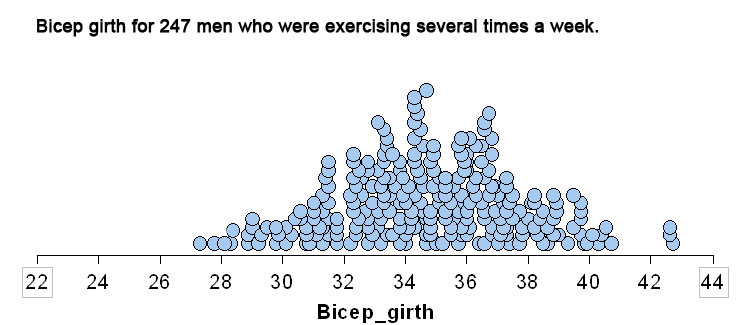 Bicep girth for 247 men who were exercising several times a week.
22 24 26 28 30 32 34 36 38 40 42 44
Bicep_girth